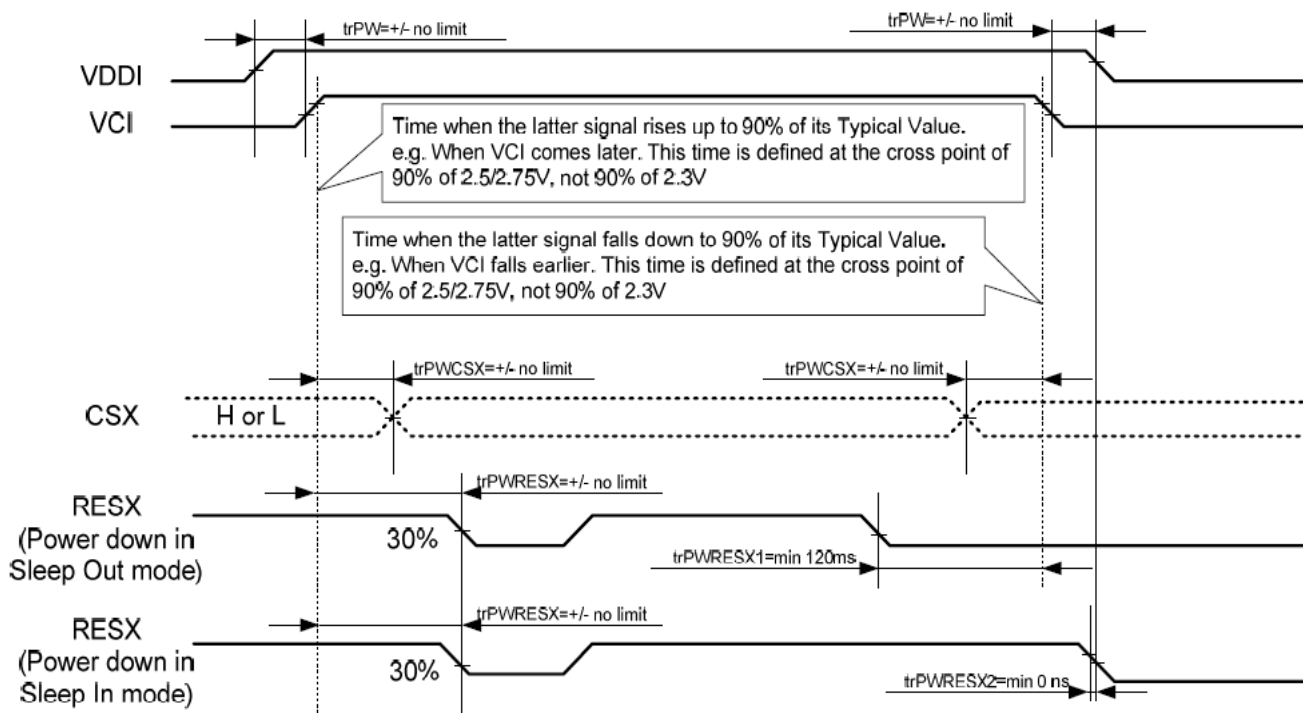 trPW=+/- no limit
trPW=+/- no limit
VDDI
VCI
Time when the latter signal rises up to 90% of its Typical Value.
e.g. When VCI comes later. This time is defined at the cross point of
90% of 2.5/2.75V, not 90% of 2.3V
Time when the latter signal falls down to 90% of its Typical Value.
e.g. When VCI falls earlier. This time is defined at the cross point of
90% of 2.5/2.75V, not 90% of 2.3V
trPWCSX=+/- no limit
trPWCSX=+/- no limit
CSX
H or L
trPWRESX=+/- no limit
RESX
(Power down in
Sleep Out mode)
30%
trPWRESX1=min 120ms
trPWRESX=+/- no limit
RESX
(Power down in
Sleep In mode)
30%
trPWRESX2=min 0 ns